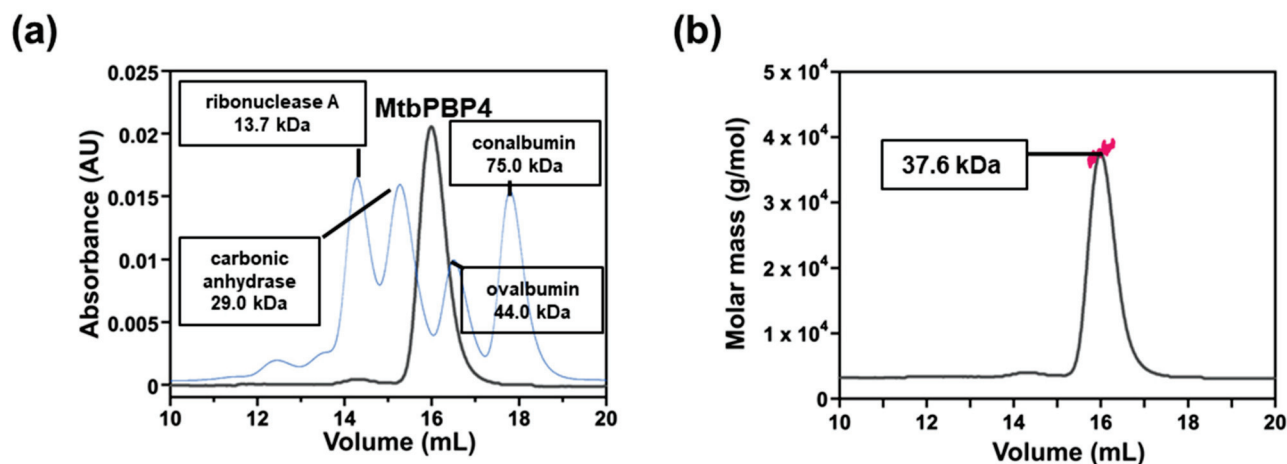 (a)
Absorbance (AU)
0.025
0.02
0.015
0.01
0.005
0
ribonuclease A
13.7 kDa
MtbPBP4
conalbumin
75.0 kDa
carbonic
anhydrase
29.0 kDa
ovalbumin
44.0 kDa
10
12
14
16
18
20
Volume (mL)
(b)
Molar mass (g/mol)
5 x 10⁴
4 x 10⁴
3 x 10⁴
2 x 10⁴
1 x 10⁴
0
37.6 kDa
10
12
14
16
18
20
Volume (mL)